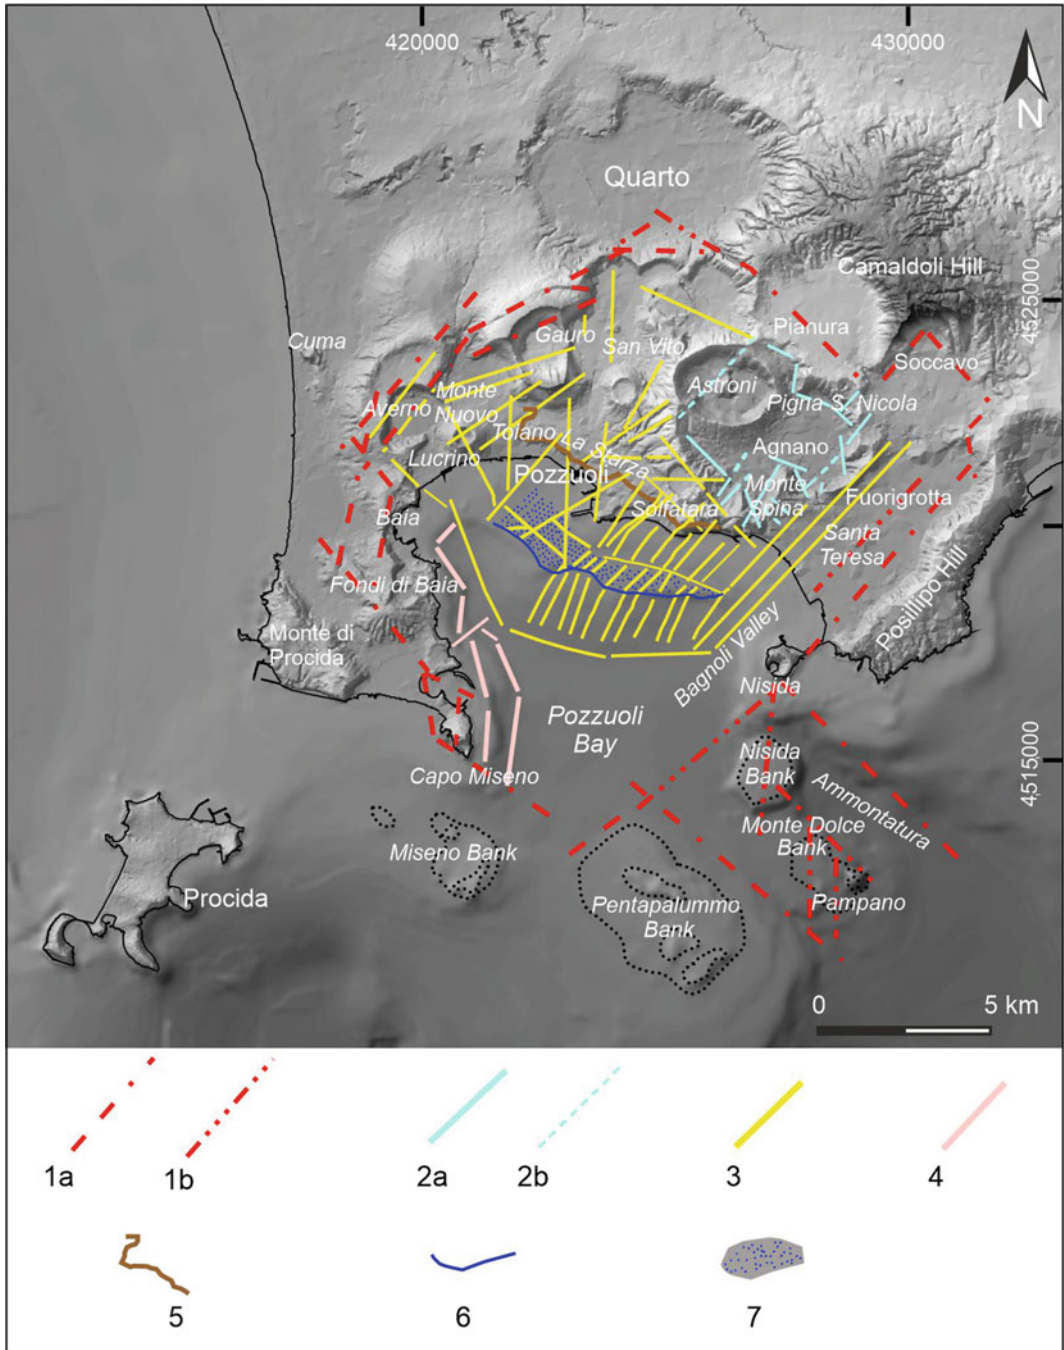 420000
430000
N
Quarto
Camaldoli Hill
4525000
Cuma
Gauro
San Vito
Pianura
Soccavo
Astroni
Averno
Monte
Nuovo
Pigna S. Nicola
Toiano
La Starza
Agnano
Lucrino
Pozzuoli
Monte
Spina
Solfatara
Fuorigrotta
Baia
Santa
Teresa
Fondi di Baia
Posillipo Hill
Monte di
Procida
Bagnoli Valley
Nisida
Pozzuoli
Bay
Nisida
Bank
4515000
Capo Miseno
Ammontatura
Monte Dolce
Bank
Miseno Bank
Procida
Pentapalummo
Bank
Pampano
0 5 km
1a
1b
2a
2b
3
4
5
6
7